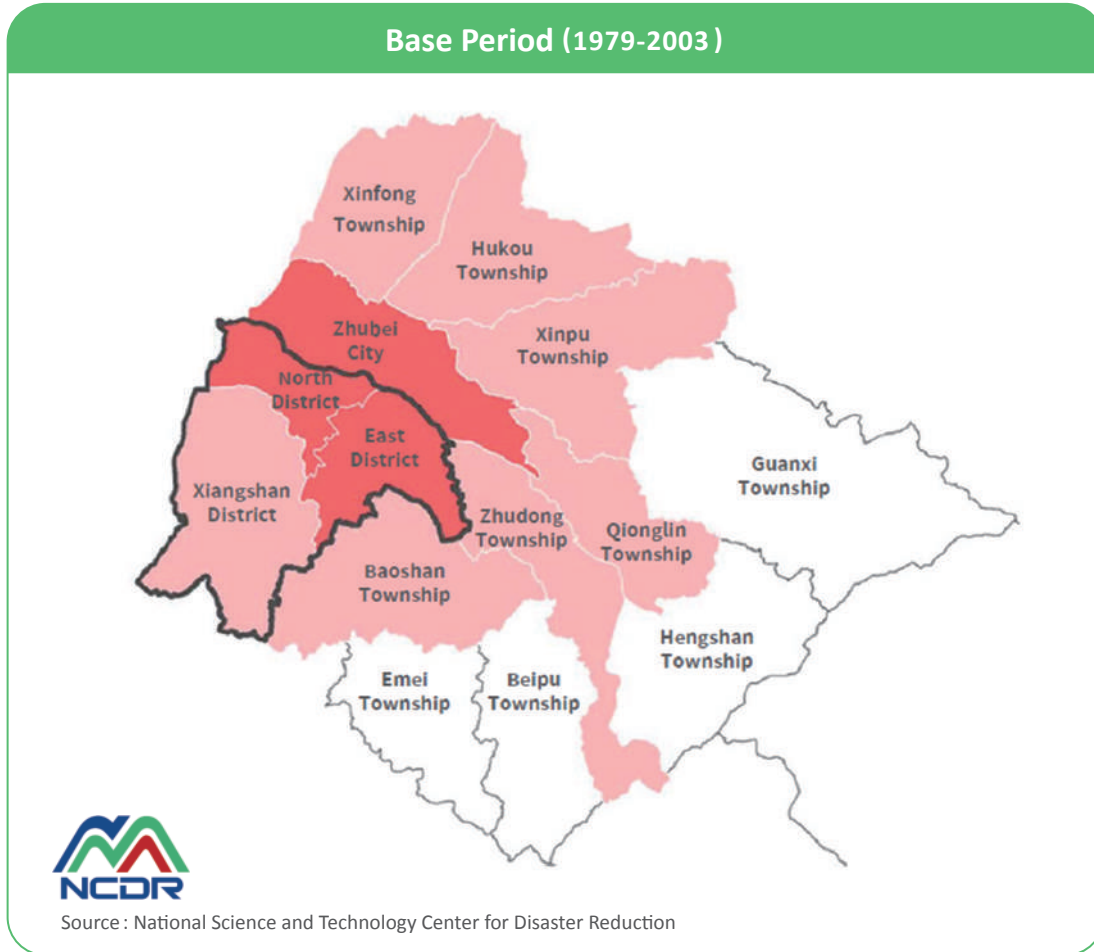 Base Period (1979-2003)
Xinfong
Township
Hukou
Township
Zhubei
City
Xinpu
Township
North
District
East
District
Guanxi
Township
Xiangshan
District
Zhudong
Township
Qionglin
Township
Baoshan
Township
Hengshan
Township
Emei
Township
Beipu
Township
NCDR
Source : National Science and Technology Center for Disaster Reduction